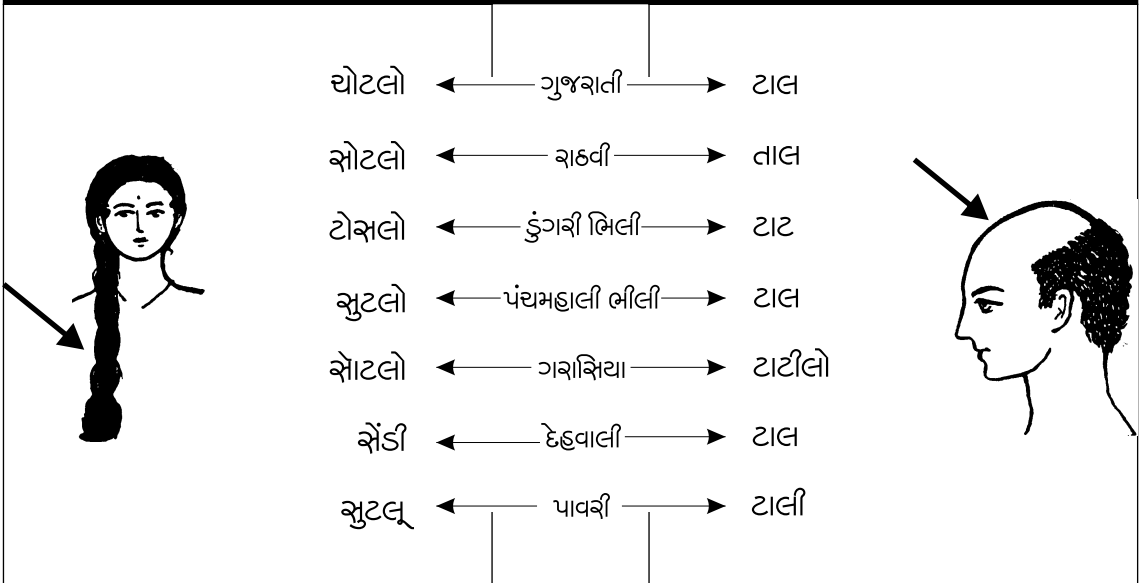 ચોટલો ગુજરાતી ટાલ
સોટલો રાઠવી તાલ
ટોસલો ડુંગરી ભિલી ટાટ
સુટલો પંચમહાલી ભીલી ટાલ
સેાટલો ગરાસિયા ટાટીલો
સેંડી દેહવાલી ટાલ
સુટલૂ પાવરી ટાલી